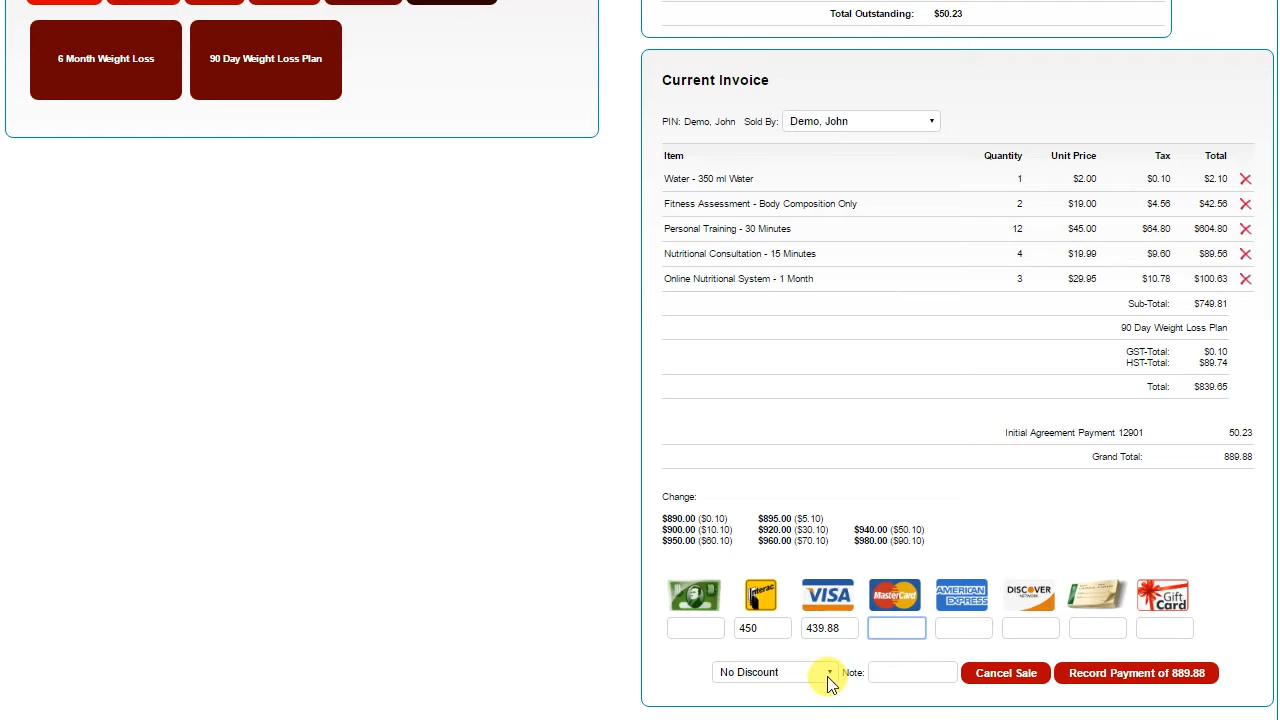 6 Month Weight Loss
90 Day Weight Loss Plan
Total Outstanding: $50.23
Current Invoice
PIN: Demo, John Sold By: Demo, John
Item Quantity Unit Price Tax Total
Water - 350 ml Water 1 $2.00 $0.10 $2.10
Fitness Assessment - Body Composition Only 2 $19.00 $4.56 $42.56
Personal Training - 30 Minutes 12 $45.00 $64.80 $604.80
Nutritional Consultation - 15 Minutes 4 $19.99 $9.60 $89.56
Online Nutritional System - 1 Month 3 $29.95 $10.78 $100.63
Sub-Total: $749.81
90 Day Weight Loss Plan
GST-Total: $0.10
HST-Total: $89.74
Total: $839.65
Initial Agreement Payment 12901 50.23
Grand Total: 889.88
Change:
$890.00 ($0.10) $895.00 ($5.10)
$900.00 ($10.10) $920.00 ($30.10) $940.00 ($50.10)
$950.00 ($60.10) $960.00 ($70.10) $980.00 ($90.10)
Interac VISA MasterCard AMERICAN EXPRESS DISCOVER NETWORK Gift Card
450 439.88
No Discount Note: Cancel Sale Record Payment of 889.88